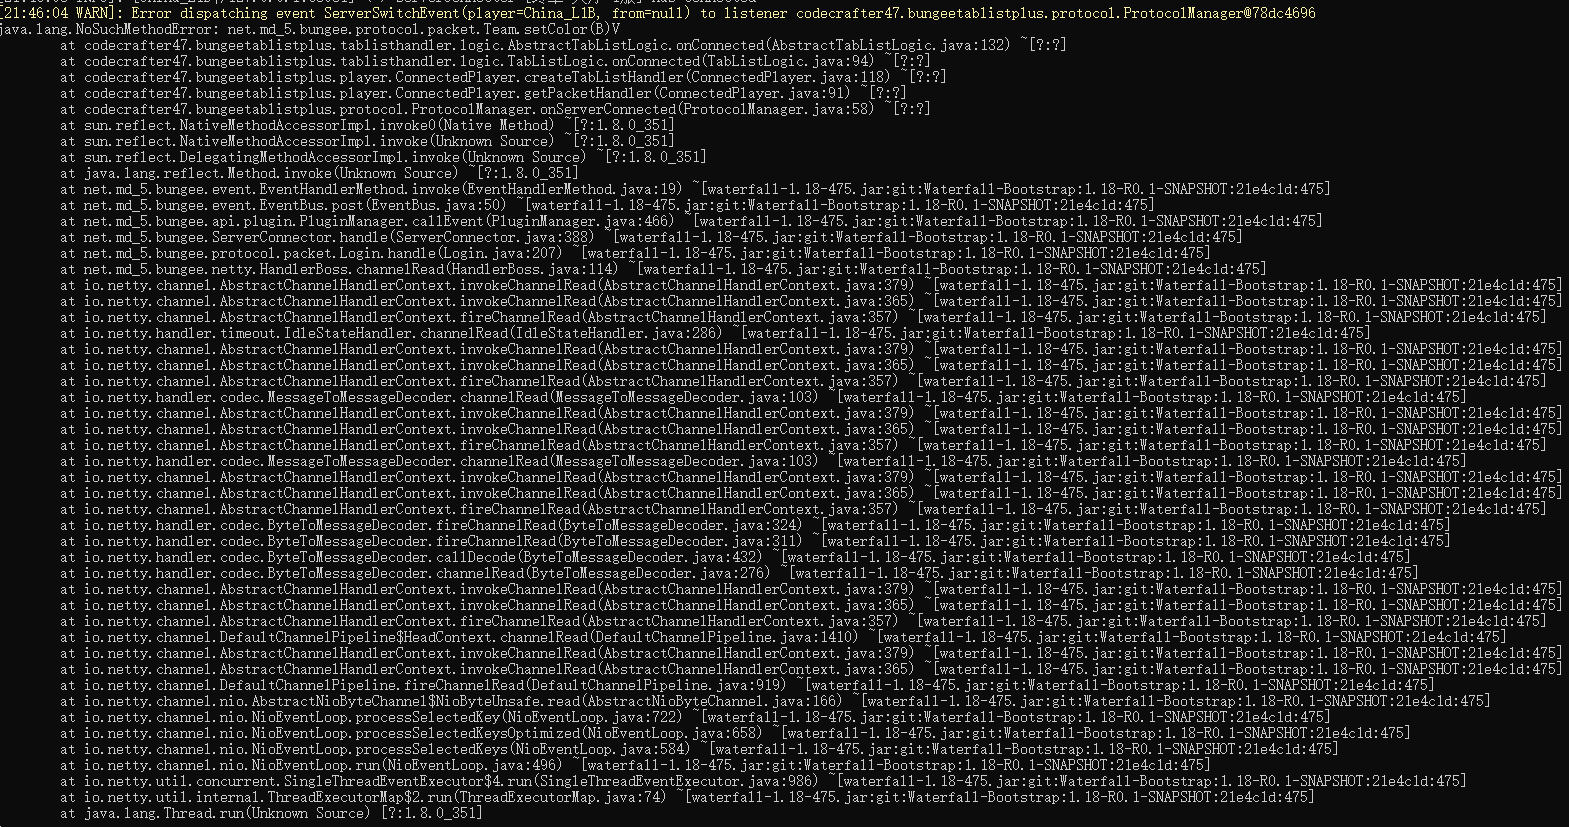 [21:46:04 WARN]: Error dispatching event ServerSwitchEvent(player=China_L1B, from=null) to listener codecrafter47.bungeetablistplus.protocol.ProtocolManager@78dc4696
java.lang.NoSuchMethodError: net.md_5.bungee.protocol.packet.Team.setColor(B)V
at codecrafter47.bungeetablistplus.tablisthandler.logic.AbstractTabListLogic.onConnected(AbstractTabListLogic.java:132) ~[?:?]
at codecrafter47.bungeetablistplus.tablisthandler.logic.TabListLogic.onConnected(TabListLogic.java:94) ~[?:?]
at codecrafter47.bungeetablistplus.player.ConnectedPlayer.createTabListHandler(ConnectedPlayer.java:118) ~[?:?]
at codecrafter47.bungeetablistplus.player.ConnectedPlayer.getPacketHandler(ConnectedPlayer.java:91) ~[?:?]
at codecrafter47.bungeetablistplus.protocol.ProtocolManager.onServerConnected(ProtocolManager.java:58) ~[?:?]
at sun.reflect.NativeMethodAccessorImpl.invoke0(Native Method) ~[?:1.8.0_351]
at sun.reflect.NativeMethodAccessorImpl.invoke(Unknown Source) ~[?:1.8.0_351]
at sun.reflect.DelegatingMethodAccessorImpl.invoke(Unknown Source) ~[?:1.8.0_351]
at java.lang.reflect.Method.invoke(Unknown Source) ~[?:1.8.0_351]
at net.md_5.bungee.event.EventHandlerMethod.invoke(EventHandlerMethod.java:19) ~[waterfall-1.18-475.jar:git:Waterfall-Bootstrap:1.18-R0.1-SNAPSHOT:21e4c1d:475]
at net.md_5.bungee.event.EventBus.post(EventBus.java:50) ~[waterfall-1.18-475.jar:git:Waterfall-Bootstrap:1.18-R0.1-SNAPSHOT:21e4c1d:475]
at net.md_5.bungee.api.plugin.PluginManager.callEvent(PluginManager.java:466) ~[waterfall-1.18-475.jar:git:Waterfall-Bootstrap:1.18-R0.1-SNAPSHOT:21e4c1d:475]
at net.md_5.bungee.ServerConnector.handle(ServerConnector.java:388) ~[waterfall-1.18-475.jar:git:Waterfall-Bootstrap:1.18-R0.1-SNAPSHOT:21e4c1d:475]
at net.md_5.bungee.protocol.packet.Login.handle(Login.java:207) ~[waterfall-1.18-475.jar:git:Waterfall-Bootstrap:1.18-R0.1-SNAPSHOT:21e4c1d:475]
at net.md_5.bungee.netty.HandlerBoss.channelRead(HandlerBoss.java:114) ~[waterfall-1.18-475.jar:git:Waterfall-Bootstrap:1.18-R0.1-SNAPSHOT:21e4c1d:475]
at io.netty.channel.AbstractChannelHandlerContext.invokeChannelRead(AbstractChannelHandlerContext.java:379) ~[waterfall-1.18-475.jar:git:Waterfall-Bootstrap:1.18-R0.1-SNAPSHOT:21e4c1d:475]
at io.netty.channel.AbstractChannelHandlerContext.invokeChannelRead(AbstractChannelHandlerContext.java:365) ~[waterfall-1.18-475.jar:git:Waterfall-Bootstrap:1.18-R0.1-SNAPSHOT:21e4c1d:475]
at io.netty.channel.AbstractChannelHandlerContext.fireChannelRead(AbstractChannelHandlerContext.java:357) ~[waterfall-1.18-475.jar:git:Waterfall-Bootstrap:1.18-R0.1-SNAPSHOT:21e4c1d:475]
at io.netty.handler.timeout.IdleStateHandler.channelRead(IdleStateHandler.java:286) ~[waterfall-1.18-475.jar:git:Waterfall-Bootstrap:1.18-R0.1-SNAPSHOT:21e4c1d:475]
at io.netty.channel.AbstractChannelHandlerContext.invokeChannelRead(AbstractChannelHandlerContext.java:379) ~[waterfall-1.18-475.jar:git:Waterfall-Bootstrap:1.18-R0.1-SNAPSHOT:21e4c1d:475]
at io.netty.channel.AbstractChannelHandlerContext.invokeChannelRead(AbstractChannelHandlerContext.java:365) ~[waterfall-1.18-475.jar:git:Waterfall-Bootstrap:1.18-R0.1-SNAPSHOT:21e4c1d:475]
at io.netty.channel.AbstractChannelHandlerContext.fireChannelRead(AbstractChannelHandlerContext.java:357) ~[waterfall-1.18-475.jar:git:Waterfall-Bootstrap:1.18-R0.1-SNAPSHOT:21e4c1d:475]
at io.netty.handler.codec.MessageToMessageDecoder.channelRead(MessageToMessageDecoder.java:103) ~[waterfall-1.18-475.jar:git:Waterfall-Bootstrap:1.18-R0.1-SNAPSHOT:21e4c1d:475]
at io.netty.channel.AbstractChannelHandlerContext.invokeChannelRead(AbstractChannelHandlerContext.java:379) ~[waterfall-1.18-475.jar:git:Waterfall-Bootstrap:1.18-R0.1-SNAPSHOT:21e4c1d:475]
at io.netty.channel.AbstractChannelHandlerContext.invokeChannelRead(AbstractChannelHandlerContext.java:365) ~[waterfall-1.18-475.jar:git:Waterfall-Bootstrap:1.18-R0.1-SNAPSHOT:21e4c1d:475]
at io.netty.channel.AbstractChannelHandlerContext.fireChannelRead(AbstractChannelHandlerContext.java:357) ~[waterfall-1.18-475.jar:git:Waterfall-Bootstrap:1.18-R0.1-SNAPSHOT:21e4c1d:475]
at io.netty.handler.codec.MessageToMessageDecoder.channelRead(MessageToMessageDecoder.java:103) ~[waterfall-1.18-475.jar:git:Waterfall-Bootstrap:1.18-R0.1-SNAPSHOT:21e4c1d:475]
at io.netty.channel.AbstractChannelHandlerContext.invokeChannelRead(AbstractChannelHandlerContext.java:379) ~[waterfall-1.18-475.jar:git:Waterfall-Bootstrap:1.18-R0.1-SNAPSHOT:21e4c1d:475]
at io.netty.channel.AbstractChannelHandlerContext.invokeChannelRead(AbstractChannelHandlerContext.java:365) ~[waterfall-1.18-475.jar:git:Waterfall-Bootstrap:1.18-R0.1-SNAPSHOT:21e4c1d:475]
at io.netty.channel.AbstractChannelHandlerContext.fireChannelRead(AbstractChannelHandlerContext.java:357) ~[waterfall-1.18-475.jar:git:Waterfall-Bootstrap:1.18-R0.1-SNAPSHOT:21e4c1d:475]
at io.netty.handler.codec.ByteToMessageDecoder.fireChannelRead(ByteToMessageDecoder.java:324) ~[waterfall-1.18-475.jar:git:Waterfall-Bootstrap:1.18-R0.1-SNAPSHOT:21e4c1d:475]
at io.netty.handler.codec.ByteToMessageDecoder.fireChannelRead(ByteToMessageDecoder.java:311) ~[waterfall-1.18-475.jar:git:Waterfall-Bootstrap:1.18-R0.1-SNAPSHOT:21e4c1d:475]
at io.netty.handler.codec.ByteToMessageDecoder.callDecode(ByteToMessageDecoder.java:432) ~[waterfall-1.18-475.jar:git:Waterfall-Bootstrap:1.18-R0.1-SNAPSHOT:21e4c1d:475]
at io.netty.handler.codec.ByteToMessageDecoder.channelRead(ByteToMessageDecoder.java:276) ~[waterfall-1.18-475.jar:git:Waterfall-Bootstrap:1.18-R0.1-SNAPSHOT:21e4c1d:475]
at io.netty.channel.AbstractChannelHandlerContext.invokeChannelRead(AbstractChannelHandlerContext.java:379) ~[waterfall-1.18-475.jar:git:Waterfall-Bootstrap:1.18-R0.1-SNAPSHOT:21e4c1d:475]
at io.netty.channel.AbstractChannelHandlerContext.invokeChannelRead(AbstractChannelHandlerContext.java:365) ~[waterfall-1.18-475.jar:git:Waterfall-Bootstrap:1.18-R0.1-SNAPSHOT:21e4c1d:475]
at io.netty.channel.AbstractChannelHandlerContext.fireChannelRead(AbstractChannelHandlerContext.java:357) ~[waterfall-1.18-475.jar:git:Waterfall-Bootstrap:1.18-R0.1-SNAPSHOT:21e4c1d:475]
at io.netty.channel.DefaultChannelPipeline$HeadContext.channelRead(DefaultChannelPipeline.java:1410) ~[waterfall-1.18-475.jar:git:Waterfall-Bootstrap:1.18-R0.1-SNAPSHOT:21e4c1d:475]
at io.netty.channel.AbstractChannelHandlerContext.invokeChannelRead(AbstractChannelHandlerContext.java:379) ~[waterfall-1.18-475.jar:git:Waterfall-Bootstrap:1.18-R0.1-SNAPSHOT:21e4c1d:475]
at io.netty.channel.AbstractChannelHandlerContext.invokeChannelRead(AbstractChannelHandlerContext.java:365) ~[waterfall-1.18-475.jar:git:Waterfall-Bootstrap:1.18-R0.1-SNAPSHOT:21e4c1d:475]
at io.netty.channel.DefaultChannelPipeline.fireChannelRead(DefaultChannelPipeline.java:919) ~[waterfall-1.18-475.jar:git:Waterfall-Bootstrap:1.18-R0.1-SNAPSHOT:21e4c1d:475]
at io.netty.channel.nio.AbstractNioByteChannel$NioByteUnsafe.read(AbstractNioByteChannel.java:166) ~[waterfall-1.18-475.jar:git:Waterfall-Bootstrap:1.18-R0.1-SNAPSHOT:21e4c1d:475]
at io.netty.channel.nio.NioEventLoop.processSelectedKey(NioEventLoop.java:722) ~[waterfall-1.18-475.jar:git:Waterfall-Bootstrap:1.18-R0.1-SNAPSHOT:21e4c1d:475]
at io.netty.channel.nio.NioEventLoop.processSelectedKeysOptimized(NioEventLoop.java:658) ~[waterfall-1.18-475.jar:git:Waterfall-Bootstrap:1.18-R0.1-SNAPSHOT:21e4c1d:475]
at io.netty.channel.nio.NioEventLoop.processSelectedKeys(NioEventLoop.java:584) ~[waterfall-1.18-475.jar:git:Waterfall-Bootstrap:1.18-R0.1-SNAPSHOT:21e4c1d:475]
at io.netty.channel.nio.NioEventLoop.run(NioEventLoop.java:496) ~[waterfall-1.18-475.jar:git:Waterfall-Bootstrap:1.18-R0.1-SNAPSHOT:21e4c1d:475]
at io.netty.util.concurrent.SingleThreadEventExecutor$4.run(SingleThreadEventExecutor.java:986) ~[waterfall-1.18-475.jar:git:Waterfall-Bootstrap:1.18-R0.1-SNAPSHOT:21e4c1d:475]
at io.netty.util.internal.ThreadExecutorMap$2.run(ThreadExecutorMap.java:74) ~[waterfall-1.18-475.jar:git:Waterfall-Bootstrap:1.18-R0.1-SNAPSHOT:21e4c1d:475]
at java.lang.Thread.run(Unknown Source) [?:1.8.0_351]